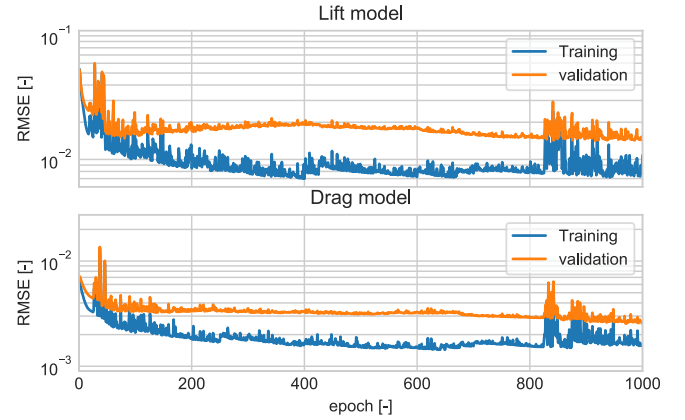 Lift model
10⁻¹
RMSE [-]
10⁻²
Training
validation
Drag model
10⁻²
RMSE [-]
10⁻³
Training
validation
0 200 400 600 800 1000
epoch [-]